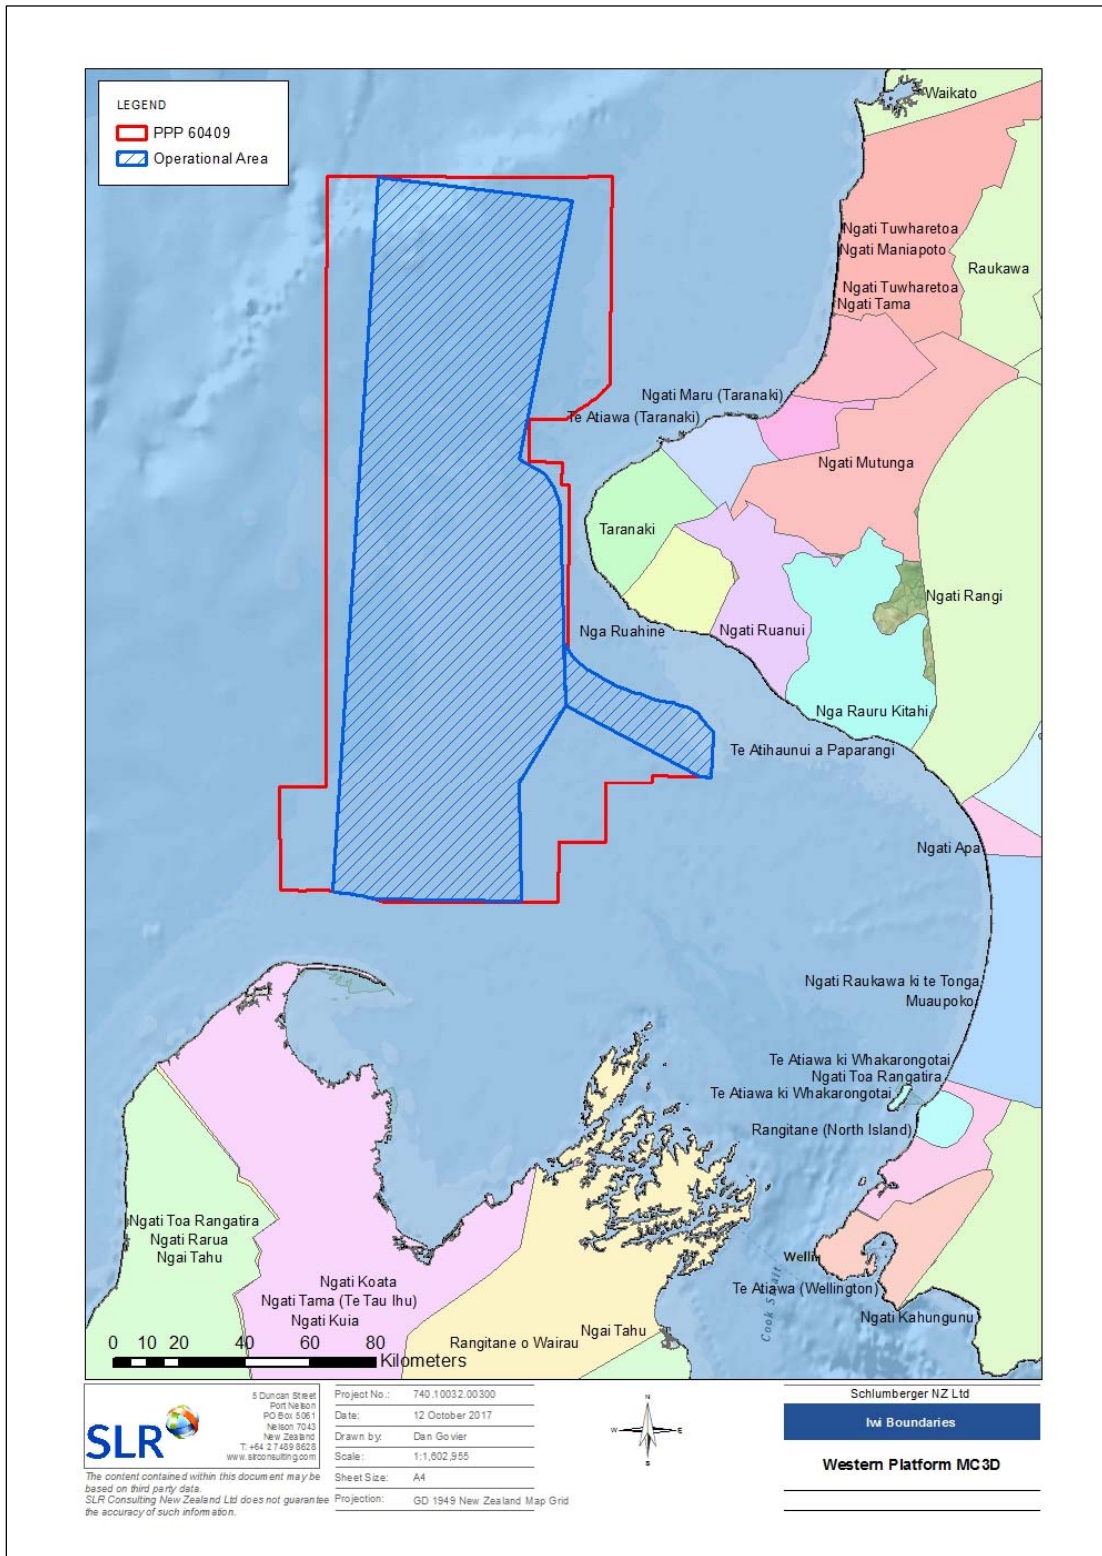 LEGEND
PPP 60409
Operational Area
Waikato
Ngati Tuwharetoa
Ngati Maniapoto
Raukawa
Ngati Tuwharetoa
Ngati Tama
Ngati Maru (Taranaki)
Te Atiawa (Taranaki)
Ngati Mutunga
Taranaki
Ngati Rangi
Nga Ruahine
Ngati Ruanui
Nga Rauru Kitahi
Te Atihaunui a Paparangi
Ngati Apa
Ngati Raukawa ki te Tonga
Muaupoko
Te Atiawa ki Whakarongotai
Ngati Toa Rangatira
Te Atiawa ki Whakarongotai
Rangitane (North Island)
Ngati Toa Rangatira
Ngati Rarua
Ngai Tahu
Wellin
Te Atiawa (Wellington)
Cook Strait
Ngati Kahungunu
Ngati Koata
Ngati Tama (Te Tau Ihu)
Ngati Kuia
Ngai Tahu
Rangitane o Wairau
0 10 20 40 60 80
Kilometers
SLR
5 Duncan Street
Port Nelson
PO Box 5061
Nelson 7043
New Zealand
T: +64 2 7489 8628
www.slrconsulting.com
The content contained within this document may be
based on third party data.
SLR Consulting New Zealand Ltd does not guarantee
the accuracy of such information.
Project No.: 740.10032.00300
Date: 12 October 2017
Drawn by: Dan Govier
Scale: 1:1,602,955
Sheet Size: A4
Projection: GD 1949 New Zealand Map Grid
N
W E
S
Schlumberger NZ Ltd
Iwi Boundaries
Western Platform MC3D